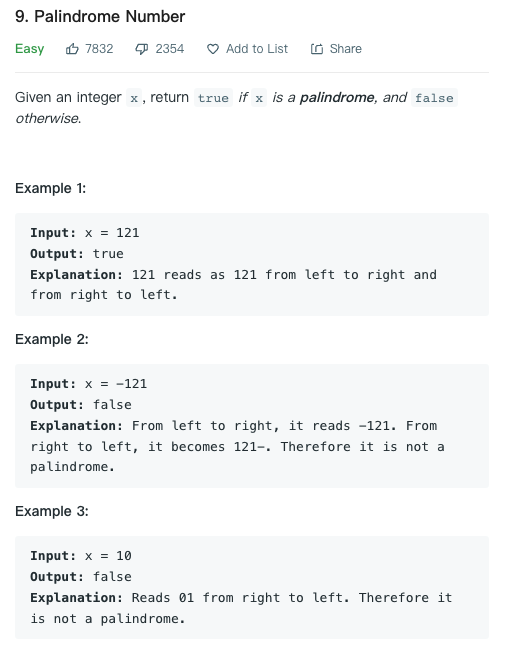 9. Palindrome Number
Easy 7832 2354 Add to List Share
Given an integer x, return true if x is a palindrome, and false
otherwise.
Example 1:
Input: x = 121
Output: true
Explanation: 121 reads as 121 from left to right and
from right to left.
Example 2:
Input: x = -121
Output: false
Explanation: From left to right, it reads -121. From
right to left, it becomes 121-. Therefore it is not a
palindrome.
Example 3:
Input: x = 10
Output: false
Explanation: Reads 01 from right to left. Therefore it
is not a palindrome.